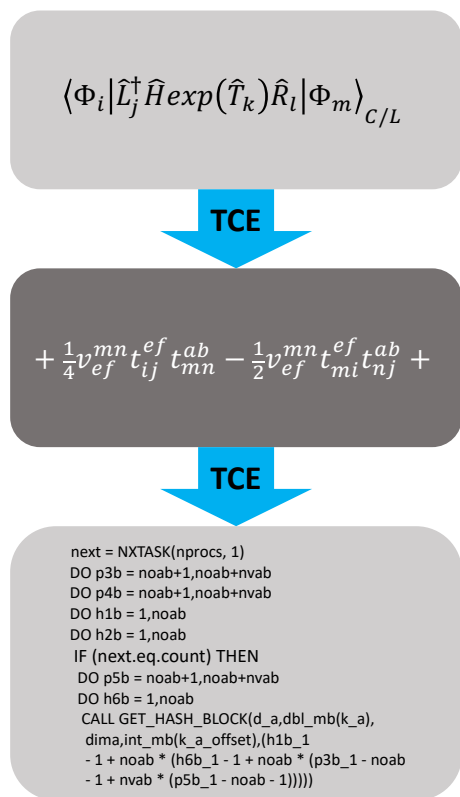 ⟨Φ_i|L̂_j^† Ĥexp(T̂_k)R̂_l|Φ_m⟩_{C/L}
TCE
+ 1/4 v_{ef}^{mn} t_{ij}^{ef} t_{mn}^{ab} − 1/2 v_{ef}^{mn} t_{mi}^{ef} t_{nj}^{ab} +
TCE
next = NXTASK(nprocs, 1)
DO p3b = noab+1,noab+nvab
DO p4b = noab+1,noab+nvab
DO h1b = 1,noab
DO h2b = 1,noab
IF (next.eq.count) THEN
DO p5b = noab+1,noab+nvab
DO h6b = 1,noab
CALL GET_HASH_BLOCK(d_a,dbl_mb(k_a),
dima,int_mb(k_a_offset),(h1b_1
- 1 + noab * (h6b_1 - 1 + noab * (p3b_1 - noab
- 1 + nvab * (p5b_1 - noab - 1)))))